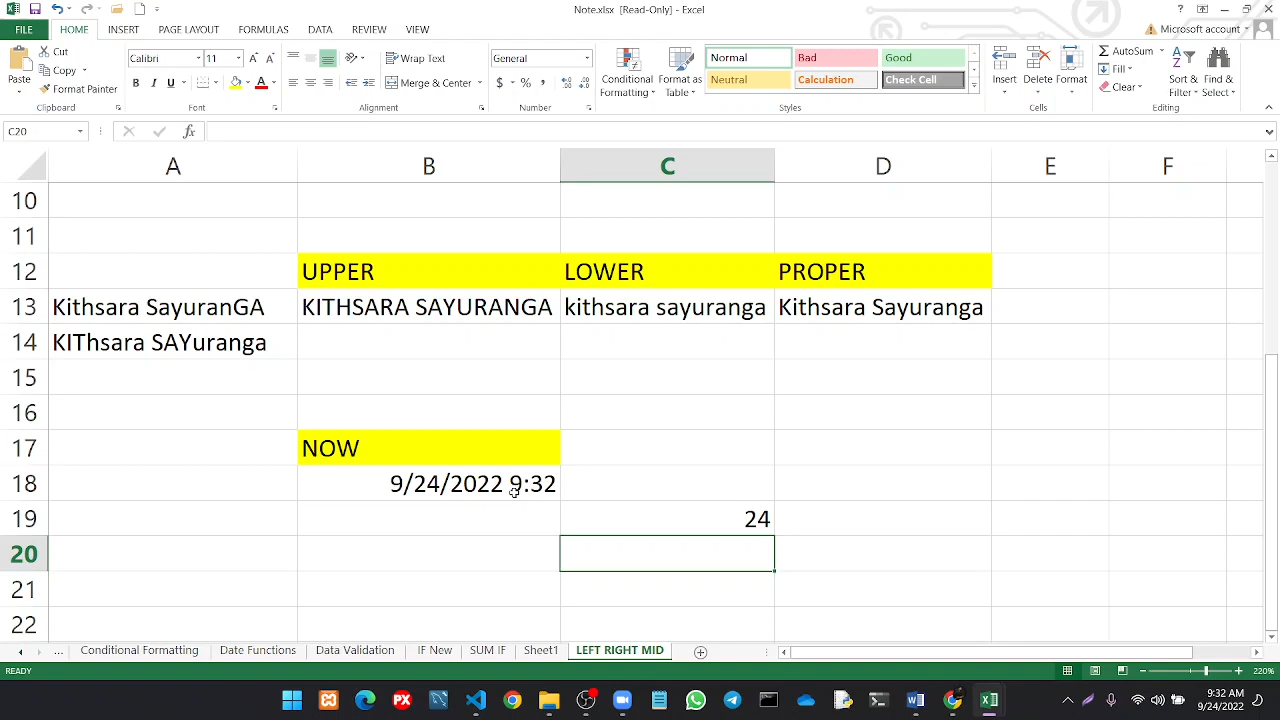 Note.xlsx [Read-Only] - Excel
FILE HOME INSERT PAGE LAYOUT FORMULAS DATA REVIEW VIEW Microsoft account
Paste Cut Copy Format Painter
Calibri 11 A A B I U A
Wrap Text Merge & Center
General $ % ,
Conditional Formatting Format as Table
Normal Bad Good
Neutral Calculation Check Cell
Insert Delete Format
AutoSum Fill Clear
Sort & Filter Find & Select
Clipboard Font Alignment Number Styles Cells Editing
C20 fx
A B C D E F
10
11
12 UPPER LOWER PROPER
13 Kithsara SayuranGA KITHSARA SAYURANGA kithsara sayuranga Kithsara Sayuranga
14 KIThsara SAYuranga
15
16
17 NOW
18 9/24/2022 9:32
19 24
20
21
22
... Conditional Formatting Date Functions Data Validation IF New SUM IF Sheet1 LEFT RIGHT MID
READY 220%
PX W X
9:32 AM
9/24/2022